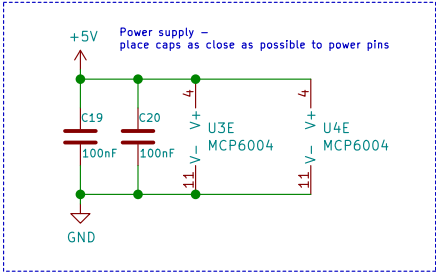 Power supply –
place caps as close as possible to power pins
+5V
C19
100nF
C20
100nF
4
V+
U3E
MCP6004
V-
11
4
V+
U4E
MCP6004
V-
11
GND